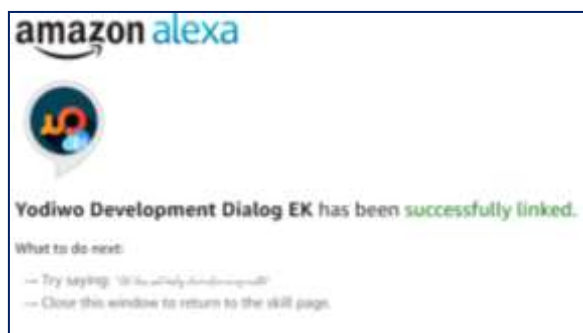 amazon alexa
Yodiwo Development Dialog EK has been successfully linked.
What to do next:
— Try saying:
— Close this window to return to the skill page.